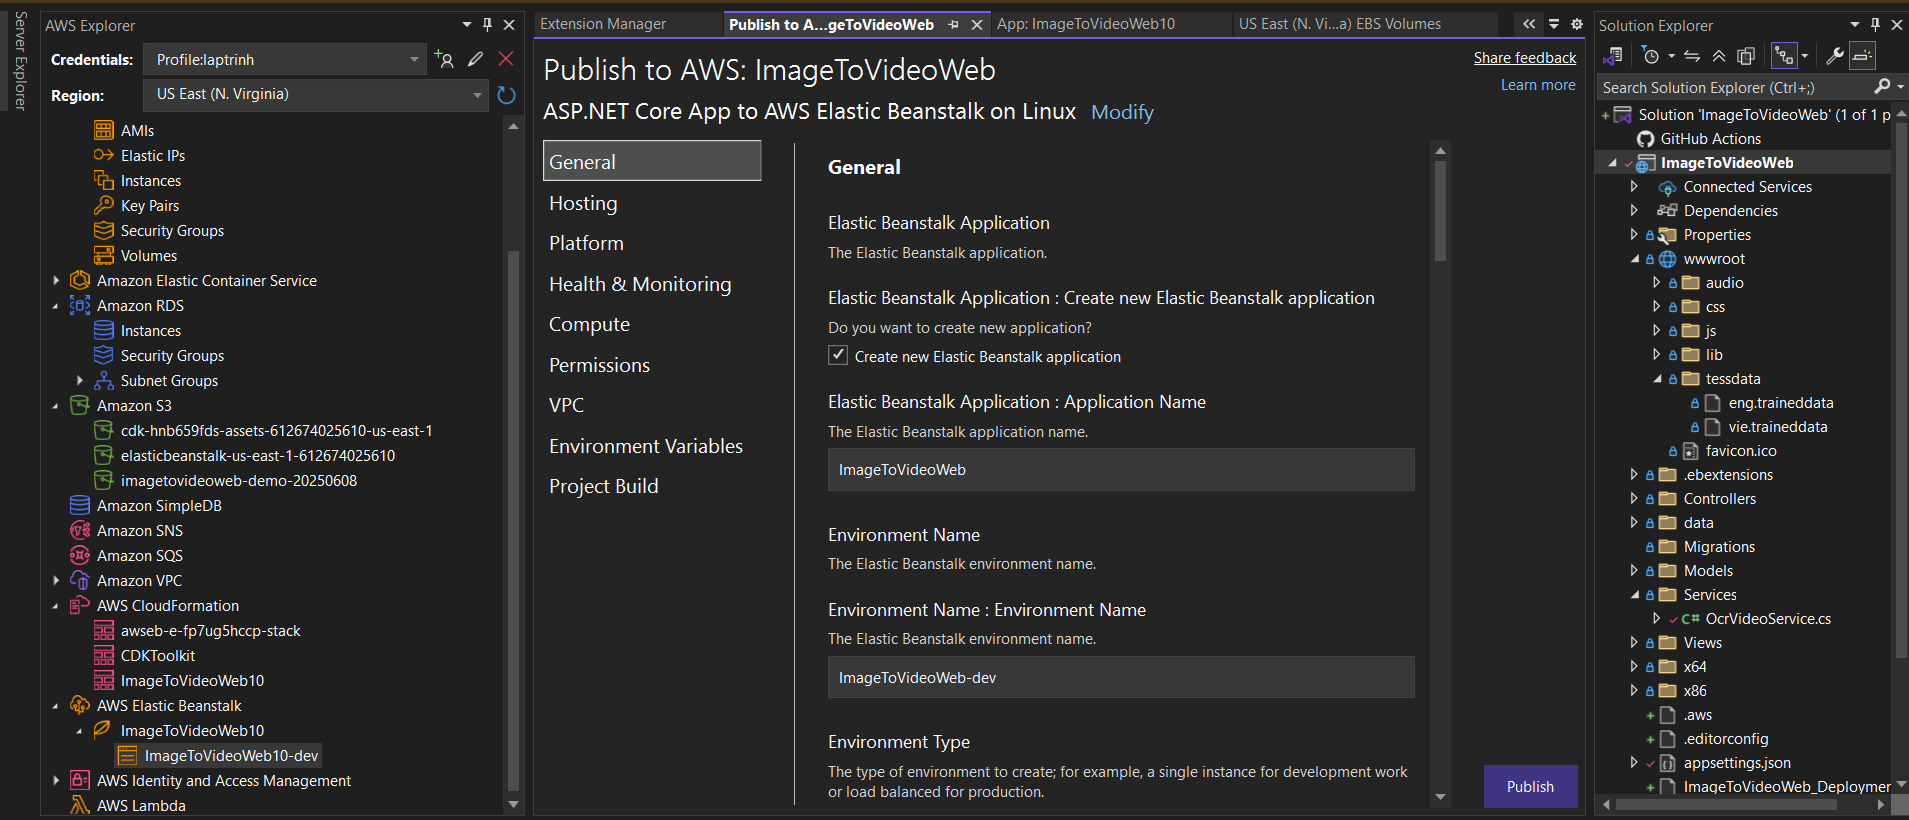 Server Explorer
AWS Explorer
Credentials:
Profile:laptrinh
Region:
US East (N. Virginia)
AMIs
Elastic IPs
Instances
Key Pairs
Security Groups
Volumes
Amazon Elastic Container Service
Amazon RDS
Instances
Security Groups
Subnet Groups
Amazon S3
cdk-hnb659fds-assets-612674025610-us-east-1
elasticbeanstalk-us-east-1-612674025610
imagetovideoweb-demo-20250608
Amazon SimpleDB
Amazon SNS
Amazon SQS
Amazon VPC
AWS CloudFormation
awseb-e-fp7ug5hccp-stack
CDKToolkit
ImageToVideoWeb10
AWS Elastic Beanstalk
ImageToVideoWeb10
ImageToVideoWeb10-dev
AWS Identity and Access Management
AWS Lambda
Extension Manager
Publish to A...geToVideoWeb
App: ImageToVideoWeb10
US East (N. Vi...a) EBS Volumes
Publish to AWS: ImageToVideoWeb
Share feedback
Learn more
ASP.NET Core App to AWS Elastic Beanstalk on Linux Modify
General
Hosting
Platform
Health & Monitoring
Compute
Permissions
VPC
Environment Variables
Project Build
General
Elastic Beanstalk Application
The Elastic Beanstalk application.
Elastic Beanstalk Application : Create new Elastic Beanstalk application
Do you want to create new application?
Create new Elastic Beanstalk application
Elastic Beanstalk Application : Application Name
The Elastic Beanstalk application name.
ImageToVideoWeb
Environment Name
The Elastic Beanstalk environment name.
Environment Name : Environment Name
The Elastic Beanstalk environment name.
ImageToVideoWeb-dev
Environment Type
The type of environment to create; for example, a single instance for development work
or load balanced for production.
Publish
Solution Explorer
Search Solution Explorer (Ctrl+;)
Solution 'ImageToVideoWeb' (1 of 1 p
GitHub Actions
ImageToVideoWeb
Connected Services
Dependencies
Properties
wwwroot
audio
css
js
lib
tessdata
eng.traineddata
vie.traineddata
favicon.ico
.ebextensions
Controllers
data
Migrations
Models
Services
C# OcrVideoService.cs
Views
x64
x86
.aws
.editorconfig
appsettings.json
ImageToVideoWeb_Deploymer